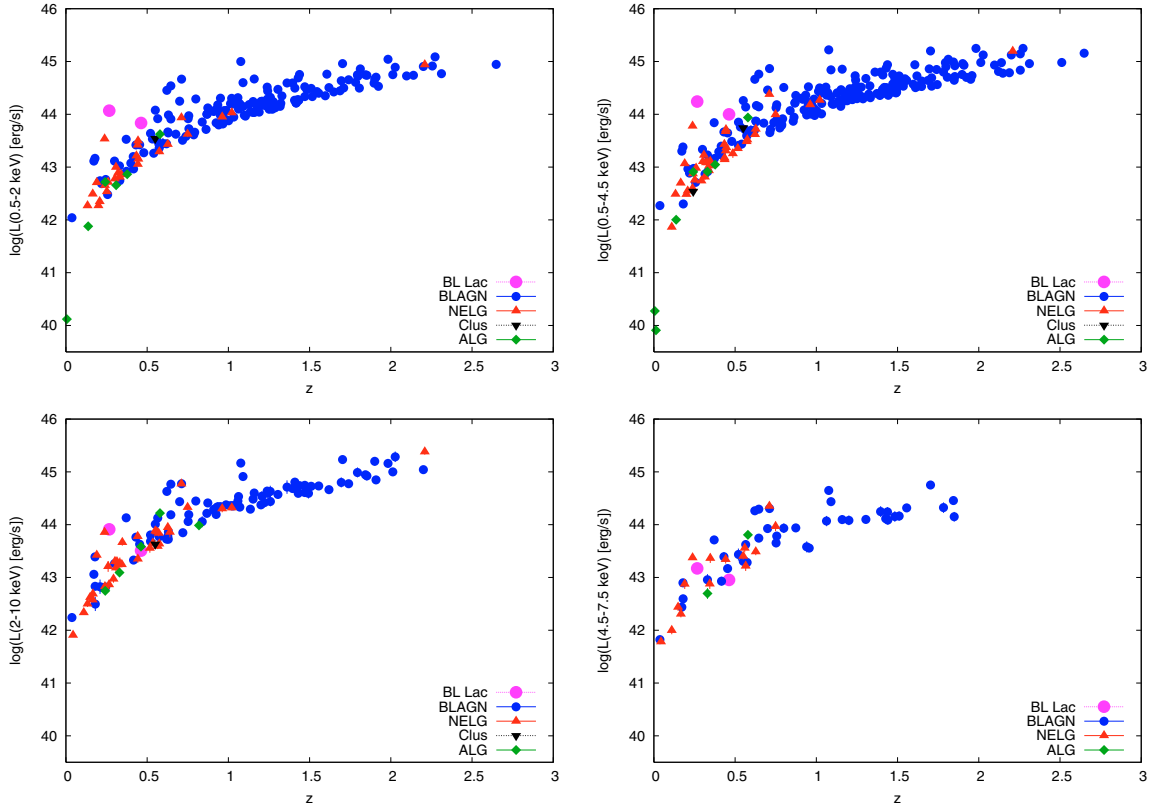 46
45
44
43
42
41
40
log(L(0.5-2 keV) [erg/s])
BL Lac
BLAGN
NELG
Clus
ALG
0 0.5 1 1.5 2 2.5 3
z
46
45
44
43
42
41
40
log(L(0.5-4.5 keV) [erg/s])
BL Lac
BLAGN
NELG
Clus
ALG
0 0.5 1 1.5 2 2.5 3
z
46
45
44
43
42
41
40
log(L(2-10 keV) [erg/s])
BL Lac
BLAGN
NELG
Clus
ALG
0 0.5 1 1.5 2 2.5 3
z
46
45
44
43
42
41
40
log(L(4.5-7.5 keV) [erg/s])
BL Lac
BLAGN
NELG
ALG
0 0.5 1 1.5 2 2.5 3
z